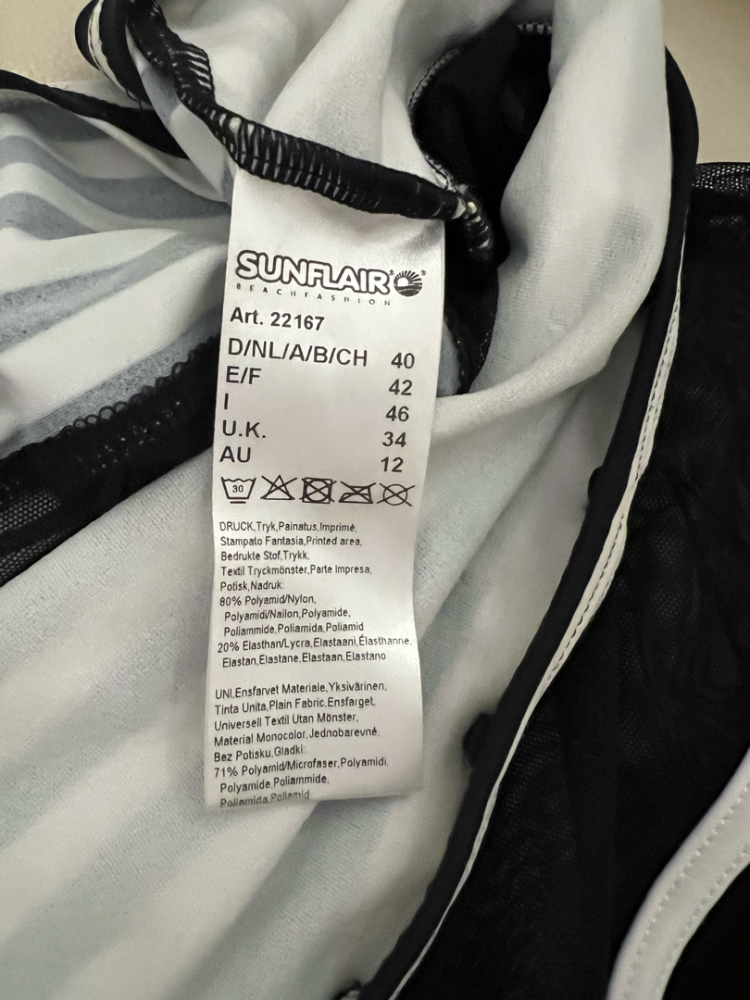 SUNFLAIR®
BEACHFASHION
Art. 22167
D/NL/A/B/CH 40
E/F 42
I 46
U.K. 34
AU 12
30
DRUCK,Tryk,Painatus,Imprimé,
Stampato Fantasia,Printed area,
Bedrukte Stof,Trykk,
Textil Tryckmönster,Parte Impresa,
Potisk,Nadruk:
80% Polyamid/Nylon,
Polyamidi/Nailon,Polyamide,
Poliammide,Poliamida,Poliamid
20% Elasthan/Lycra,Elastaani,Élasthanne,
Elastan,Elastane,Elastaan,Elastano
UNI,Ensfarvet Materiale,Yksivärinen,
Tinta Unita,Plain Fabric,Ensfarget,
Universell Textil Utan Mönster,
Material Monocolor,Jednobarevné,
Bez Potisku,Gladki:
71% Polyamid/Microfaser,Polyamidi,
Polyamide,Poliammide,
Poliamida,Poliamid